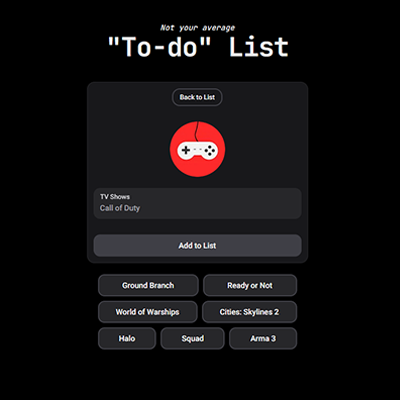 Not your average
"To-do" List
Back to List
TV Shows
Call of Duty
Add to List
Ground Branch
Ready or Not
World of Warships
Cities: Skylines 2
Halo
Squad
Arma 3